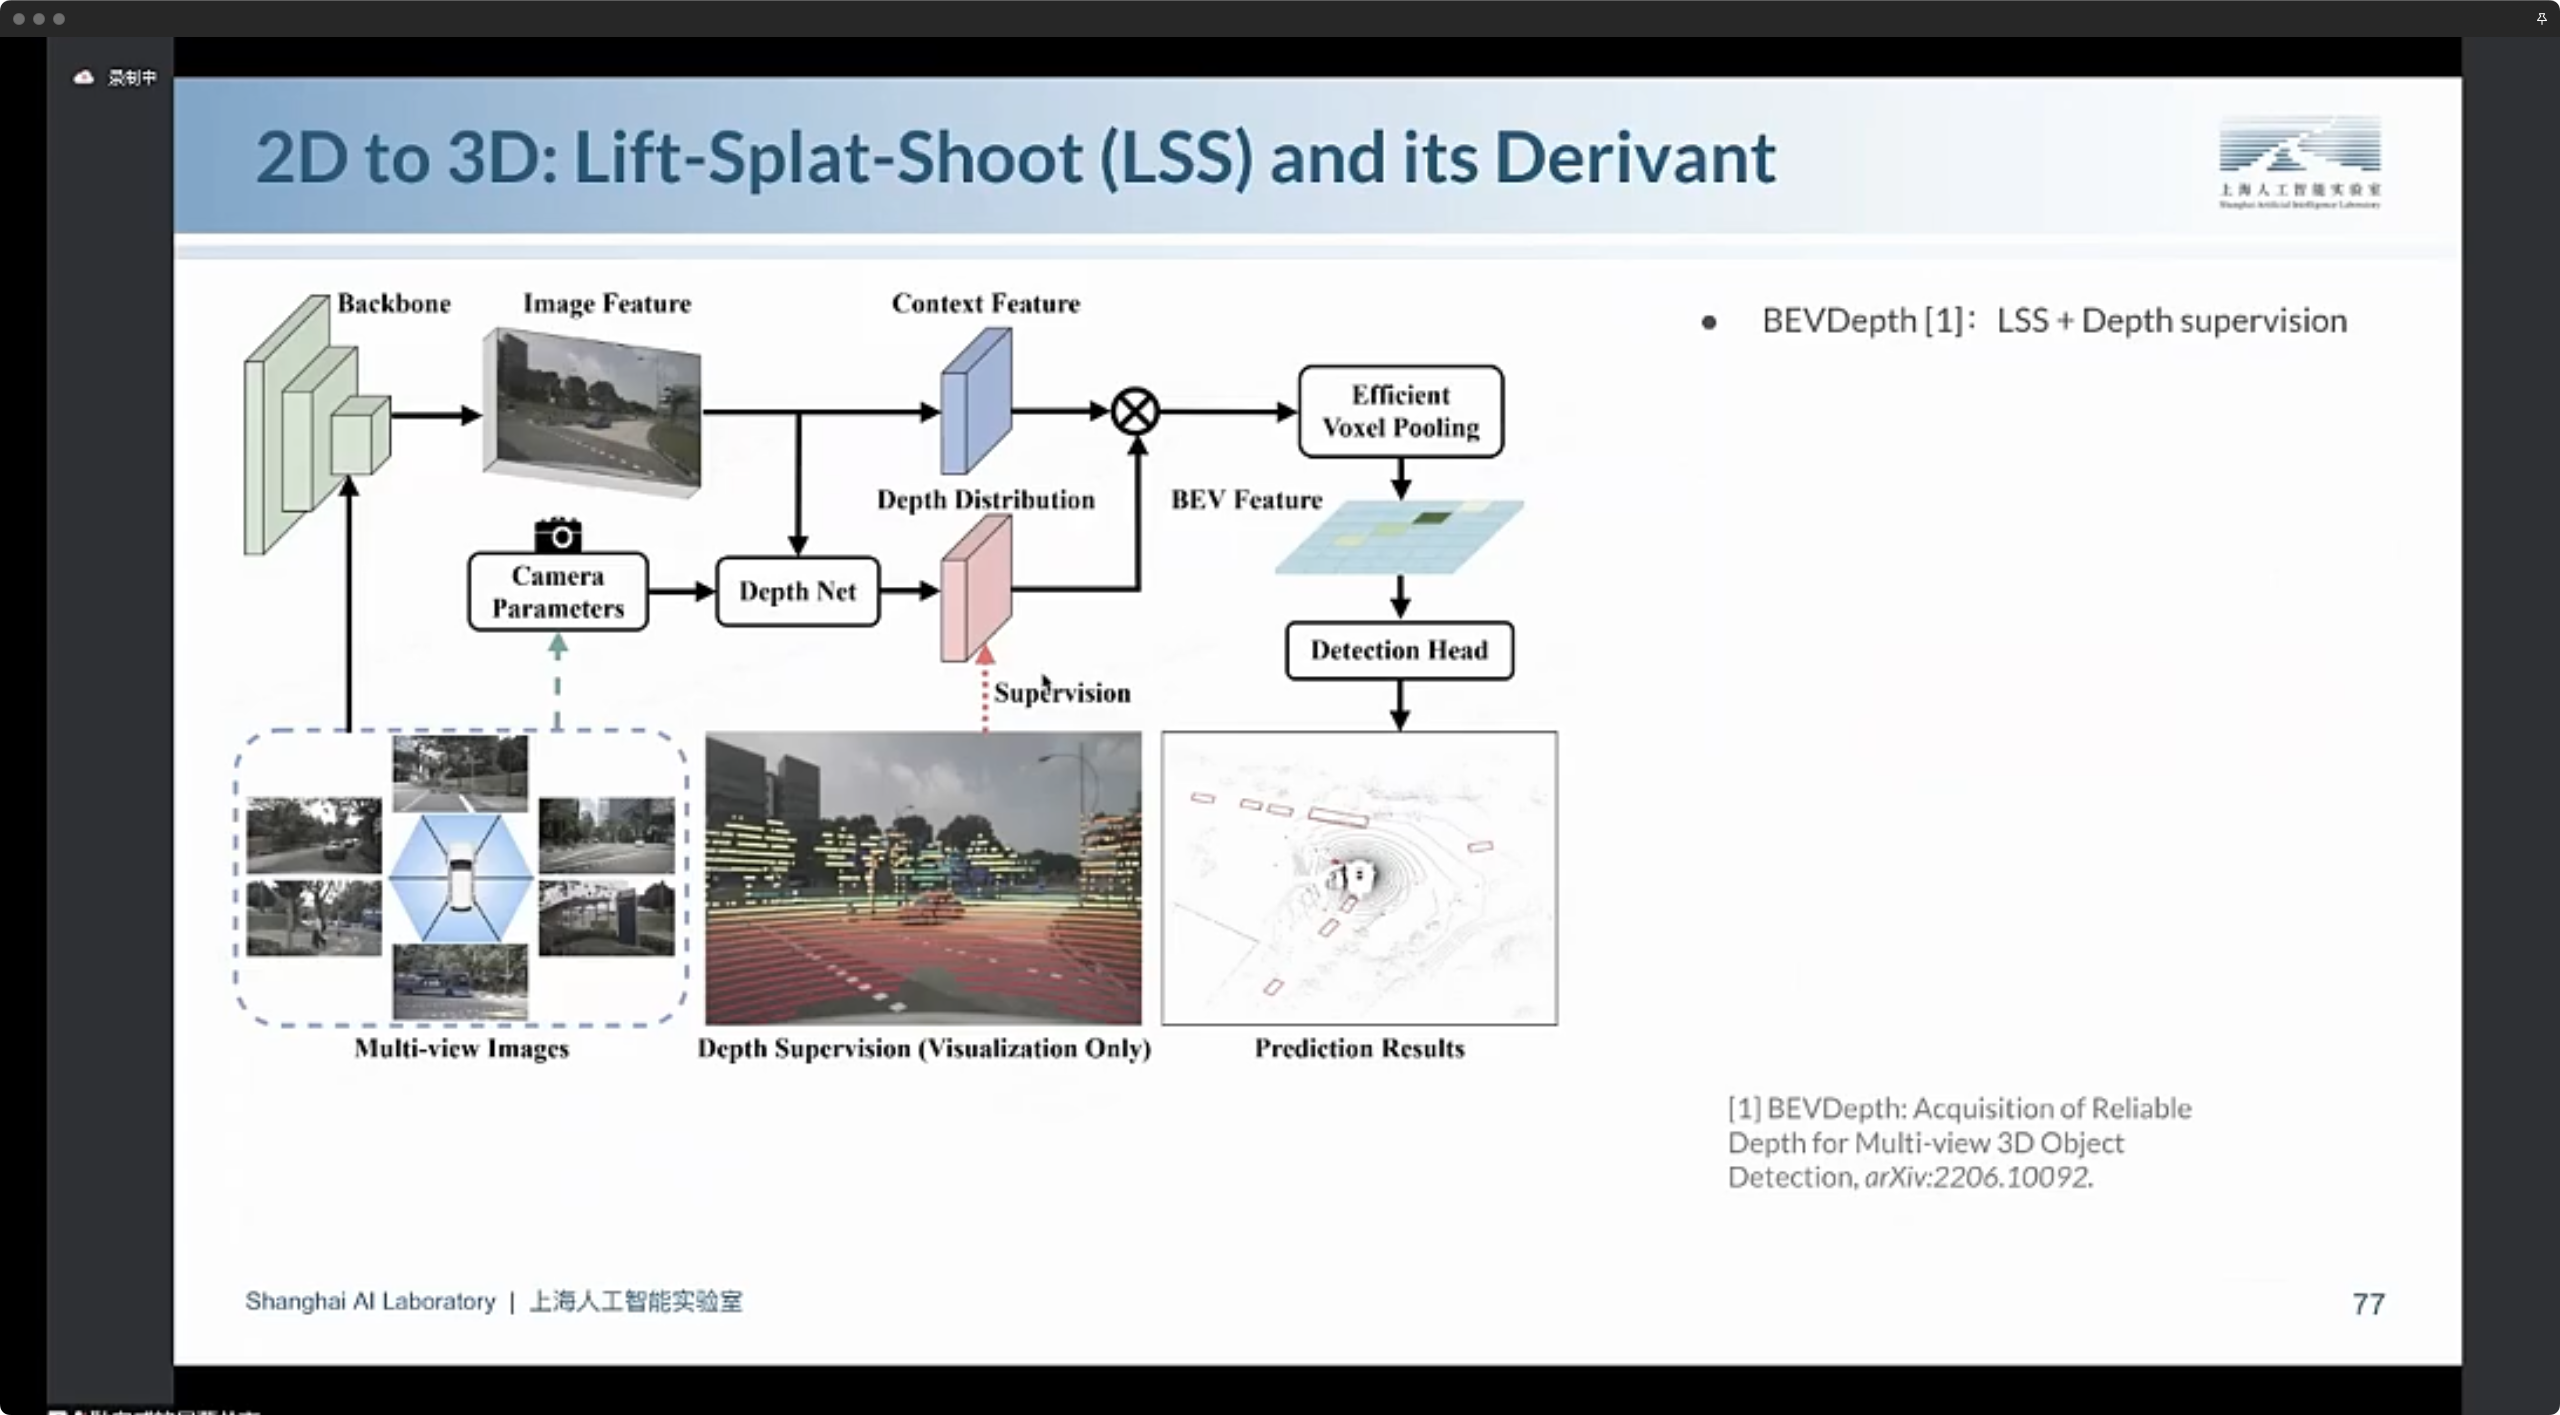 录制中
2D to 3D: Lift-Splat-Shoot (LSS) and its Derivant
上海人工智能实验室
Shanghai Artificial Intelligence Laboratory
Backbone
Image Feature
Context Feature
Efficient
Voxel Pooling
Depth Distribution
BEV Feature
Camera
Parameters
Depth Net
Detection Head
Supervision
Multi-view Images
Depth Supervision (Visualization Only)
Prediction Results
BEVDepth [1]：LSS + Depth supervision
[1] BEVDepth: Acquisition of Reliable
Depth for Multi-view 3D Object
Detection, arXiv:2206.10092.
Shanghai AI Laboratory | 上海人工智能实验室
77